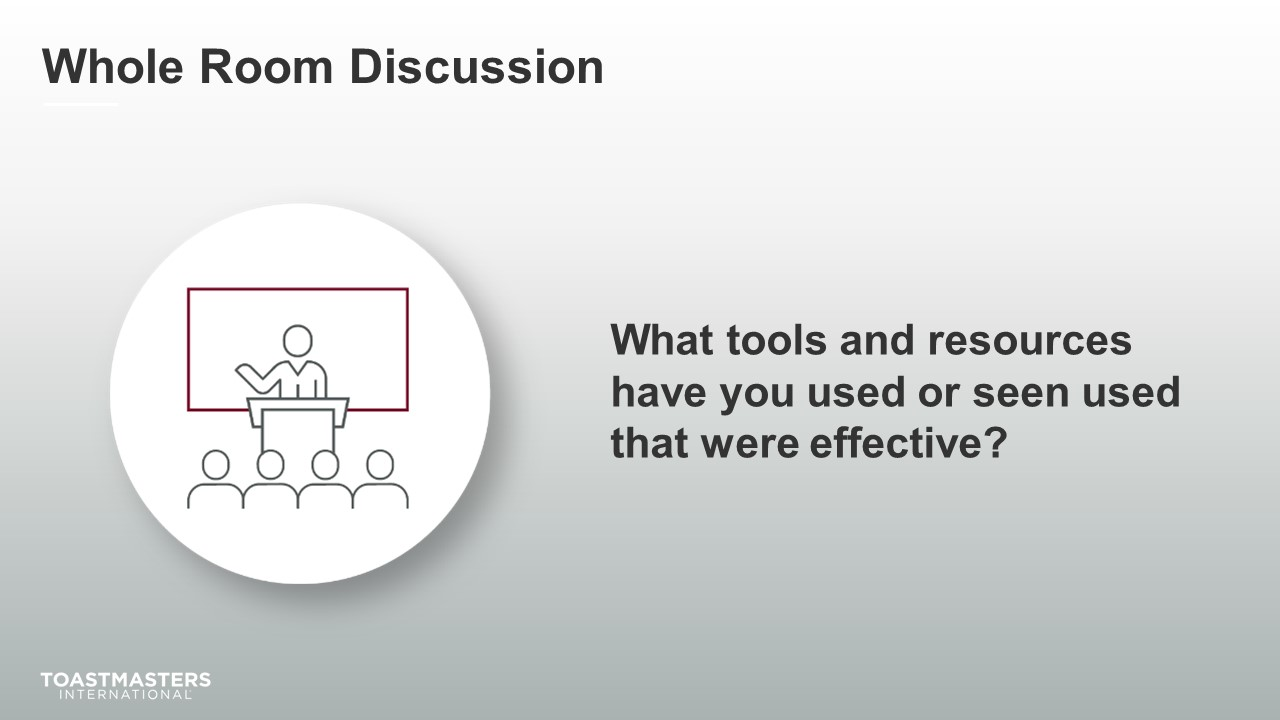 Whole Room Discussion
What tools and resources
have you used or seen used
that were effective?
TOASTMASTERS
INTERNATIONAL